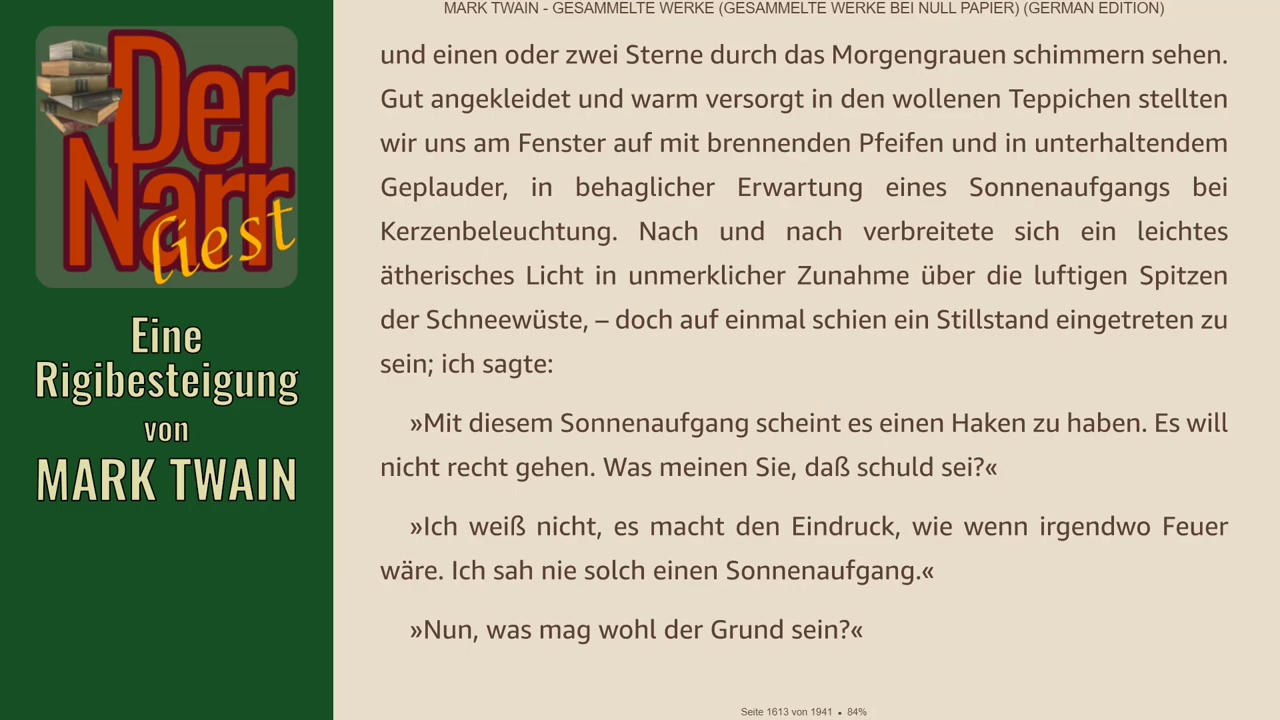 Der
Narr
liest
Eine
Rigibesteigung
von
MARK TWAIN
MARK TWAIN - GESAMMELTE WERKE (GESAMMELTE WERKE BEI NULL PAPIER) (GERMAN EDITION)
und einen oder zwei Sterne durch das Morgengrauen schimmern sehen.
Gut angekleidet und warm versorgt in den wollenen Teppichen stellten
wir uns am Fenster auf mit brennenden Pfeifen und in unterhaltendem
Geplauder, in behaglicher Erwartung eines Sonnenaufgangs bei
Kerzenbeleuchtung. Nach und nach verbreitete sich ein leichtes
ätherisches Licht in unmerklicher Zunahme über die luftigen Spitzen
der Schneewüste, – doch auf einmal schien ein Stillstand eingetreten zu
sein; ich sagte:
»Mit diesem Sonnenaufgang scheint es einen Haken zu haben. Es will
nicht recht gehen. Was meinen Sie, daß schuld sei?«
»Ich weiß nicht, es macht den Eindruck, wie wenn irgendwo Feuer
wäre. Ich sah nie solch einen Sonnenaufgang.«
»Nun, was mag wohl der Grund sein?«
Seite 1613 von 1941 • 84%